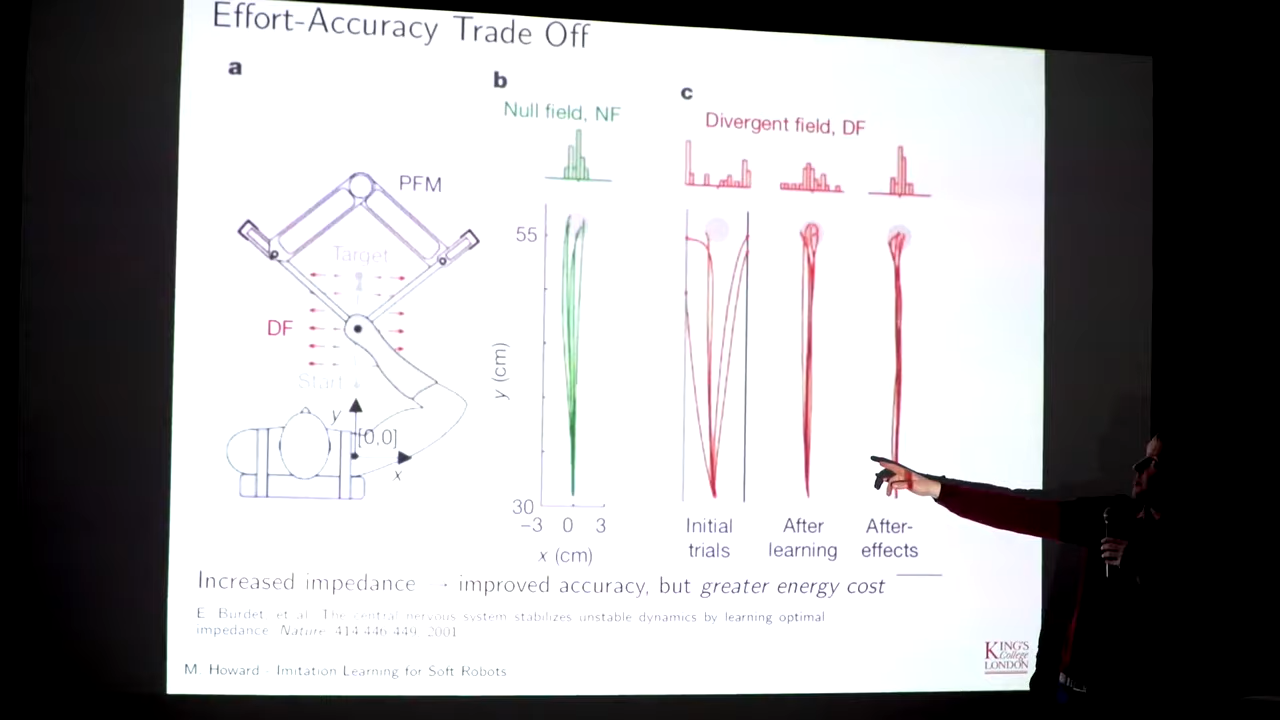 Effort-Accuracy Trade Off
a
b
c
Null field, NF
Divergent field, DF
PFM
Target
DF
Start
y
[0,0]
x
55
y (cm)
30
−3 0 3
x (cm)
Initial trials
After learning
After-effects
Increased impedance - improved accuracy, but greater energy cost
E. Burdet et al. The central nervous system stabilizes unstable dynamics by learning optimal
impedance. Nature 414:446-449, 2001
M. Howard - Imitation Learning for Soft Robots
KING'S
College
LONDON